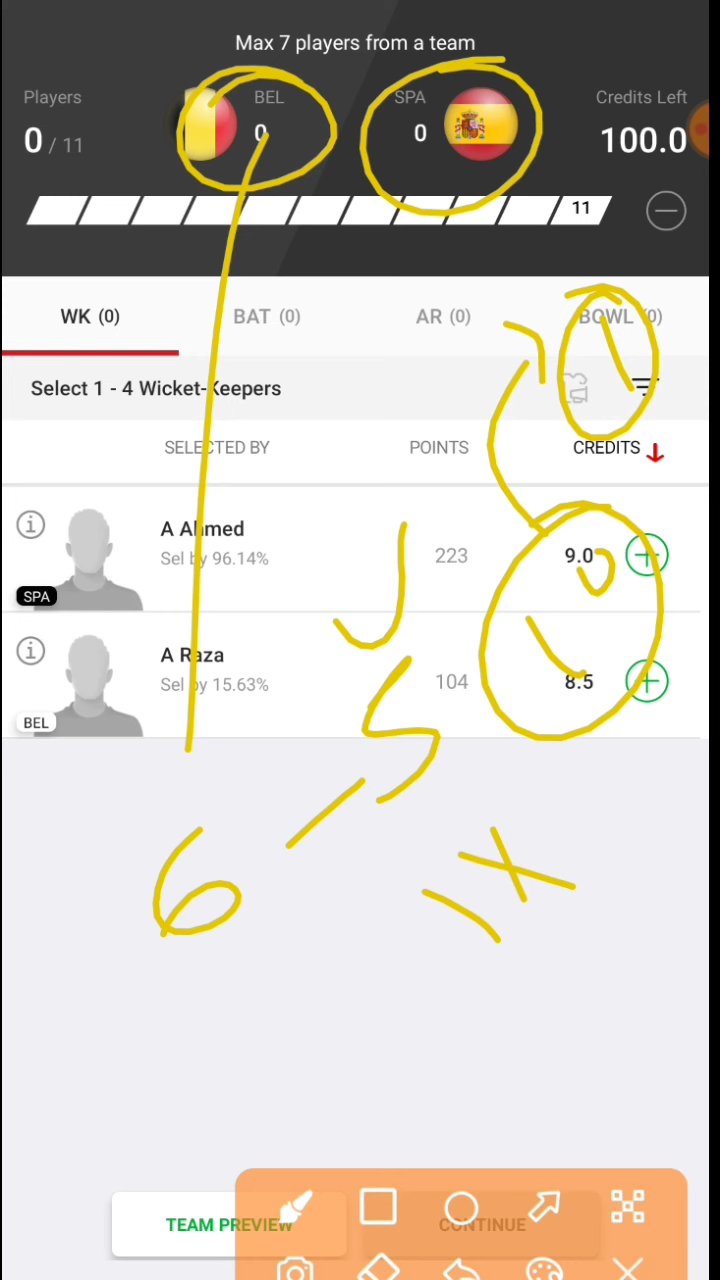 Max 7 players from a team
Players BEL SPA Credits Left
0 / 11 0 0 100.0
11
WK (0) BAT (0) AR (0) BOWL (0)
Select 1 - 4 Wicket-Keepers
SELECTED BY POINTS CREDITS
A Ahmed
Sel by 96.14% 223 9.0
SPA
A Raza
Sel by 15.63% 104 8.5
BEL
6 - 5
TEAM PREVIEW CONTINUE